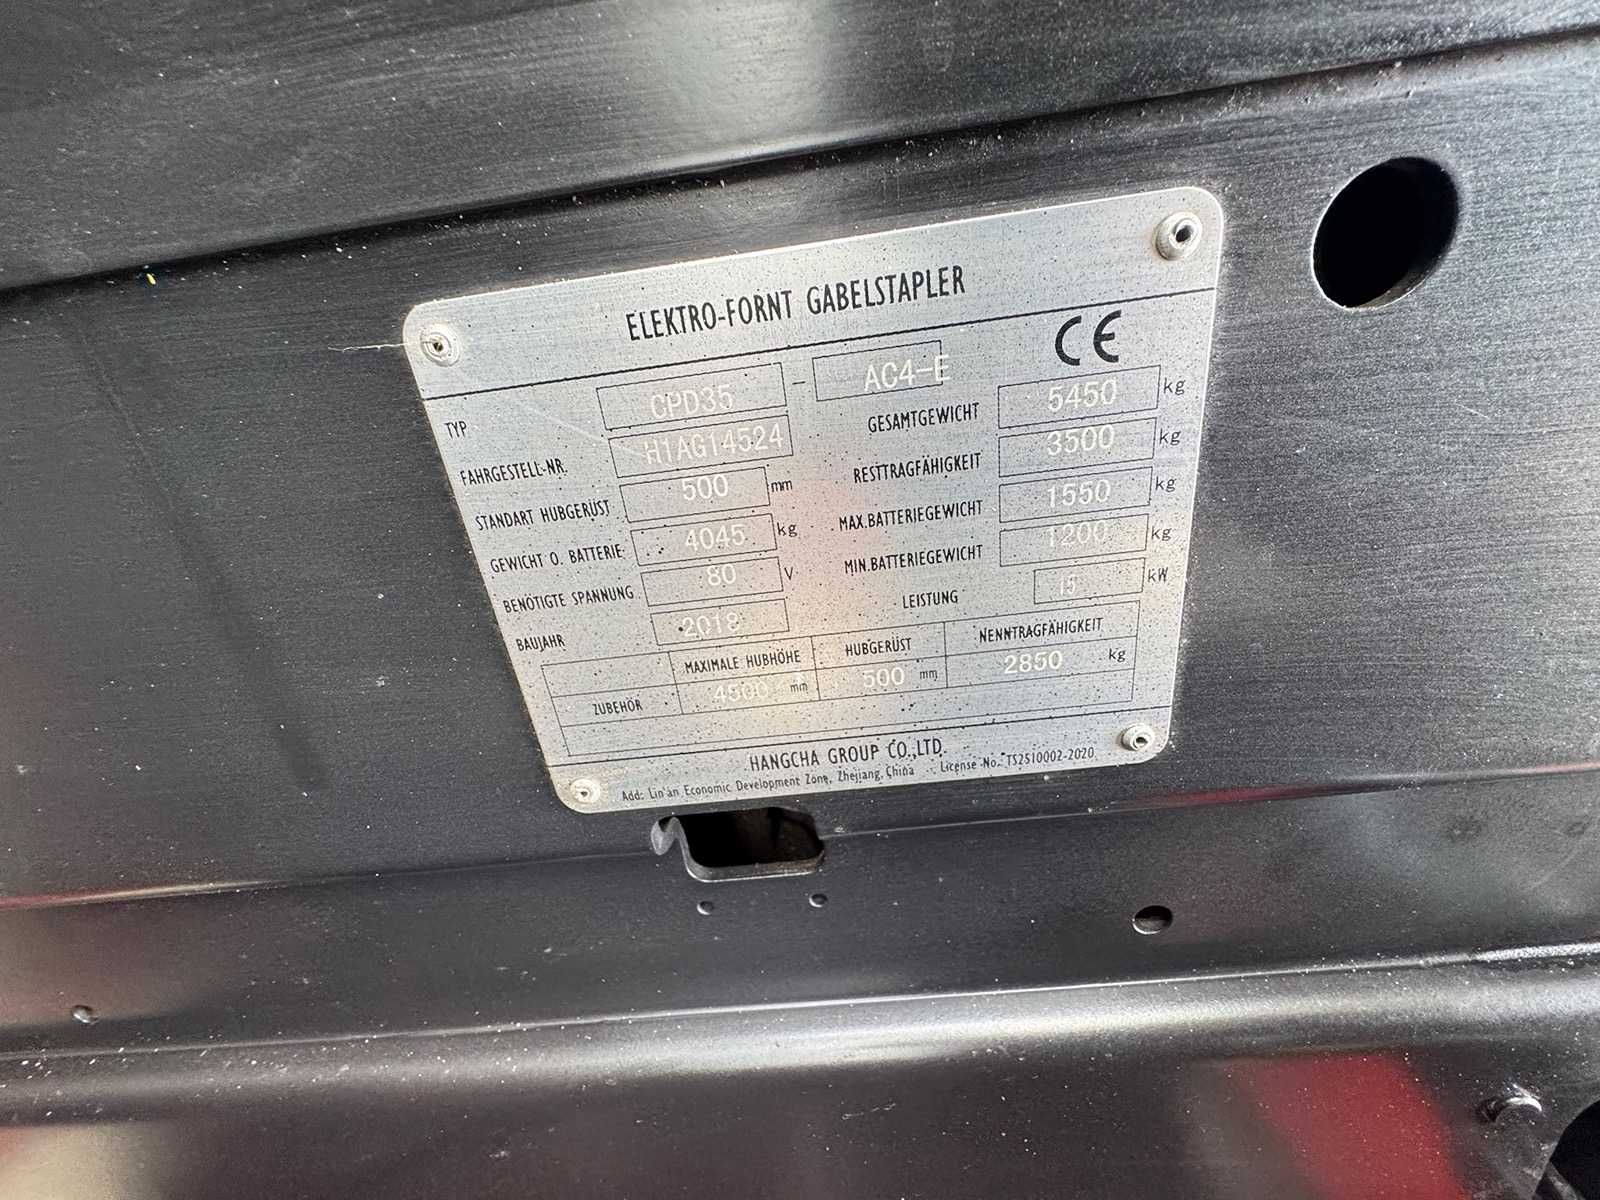 ELEKTRO-FORNT GABELSTAPLER
CE
TYP CPD35 - AC4-E
FAHRGESTELL-NR. H1AG14524
STANDART HUBGERÜST 500 mm
GEWICHT O. BATTERIE: 4045 kg
BENÖTIGTE SPANNUNG 80 V
BAUJAHR 2019
GESAMTGEWICHT 5450 kg
RESTTRAGFÄHIGKEIT 3500 kg
MAX.BATTERIEGEWICHT 1550 kg
MIN.BATTERIEGEWICHT 1200 kg
LEISTUNG 15 kW
MAXIMALE HUBHÖHE HUBGERÜST NENNTRAGFÄHIGKEIT
ZUBEHÖR 4500 mm 500 mm 2850 kg
HANGCHA GROUP CO.,LTD.
Add: Lin'an Economic Development Zone, Zhejiang, China License No. TS2510002-2020